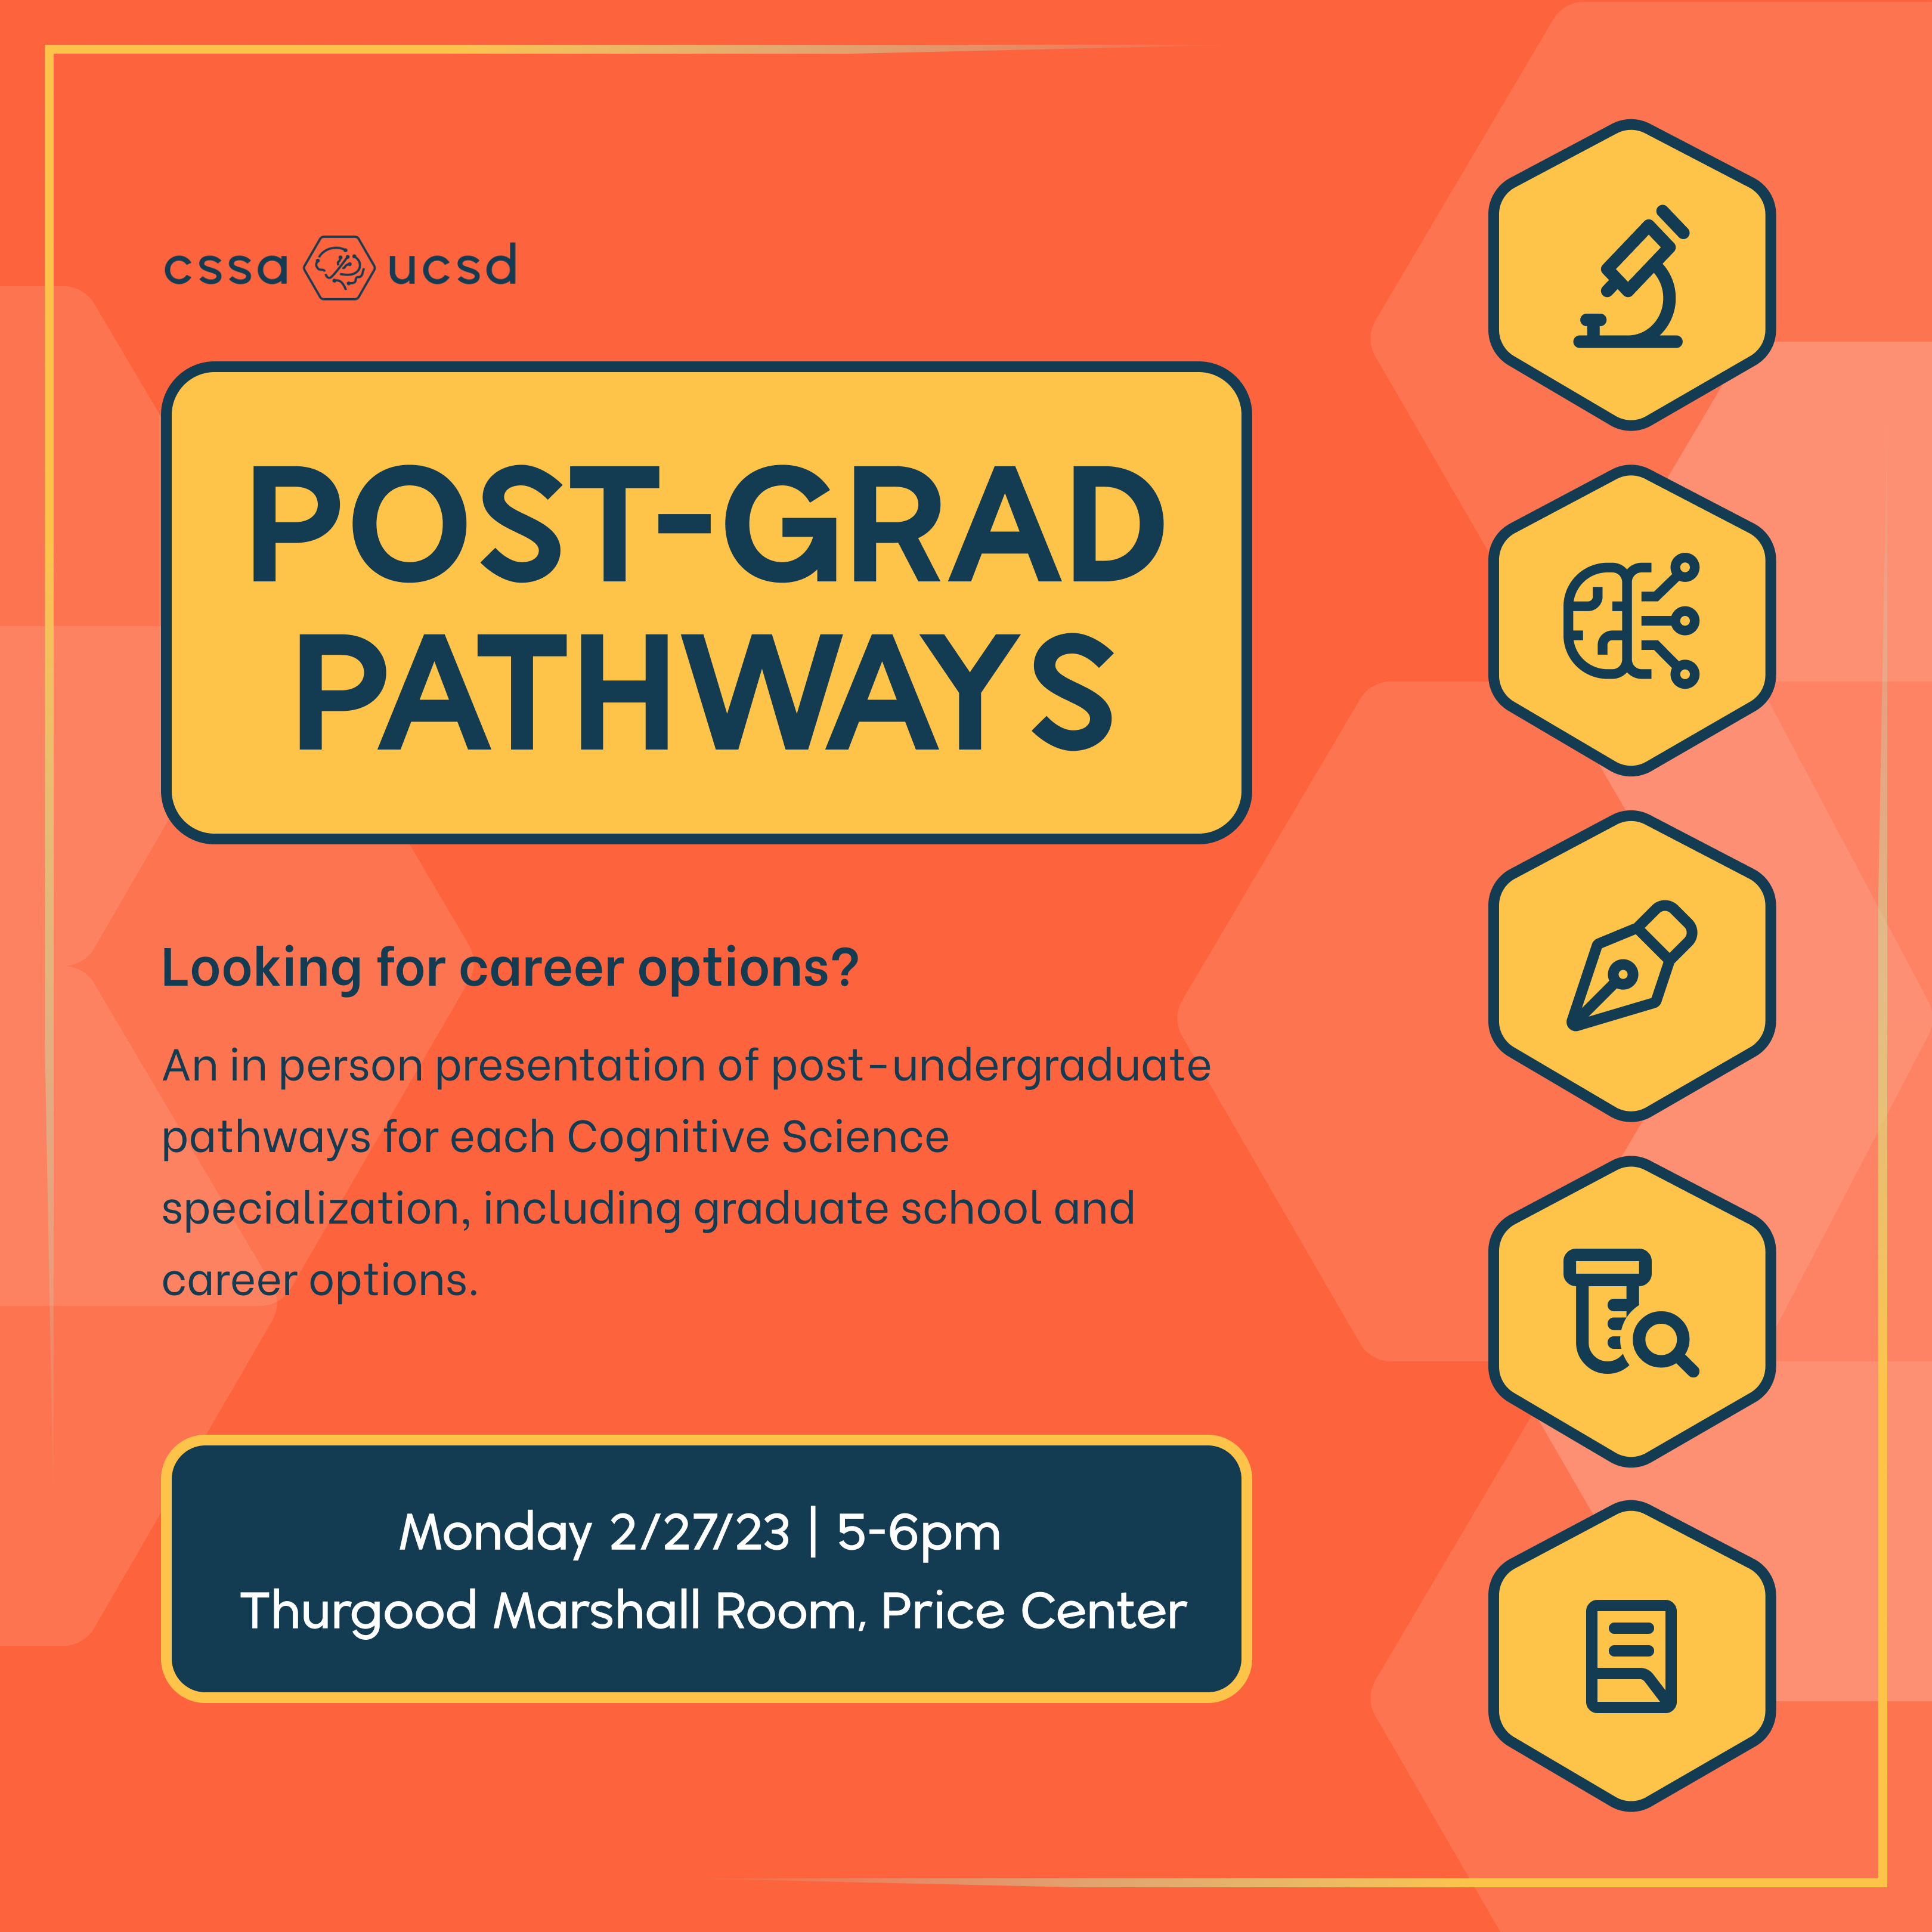 cssa ucsd
POST-GRAD
PATHWAYS
Looking for career options?
An in person presentation of post-undergraduate
pathways for each Cognitive Science
specialization, including graduate school and
career options.
Monday 2/27/23 | 5-6pm
Thurgood Marshall Room, Price Center